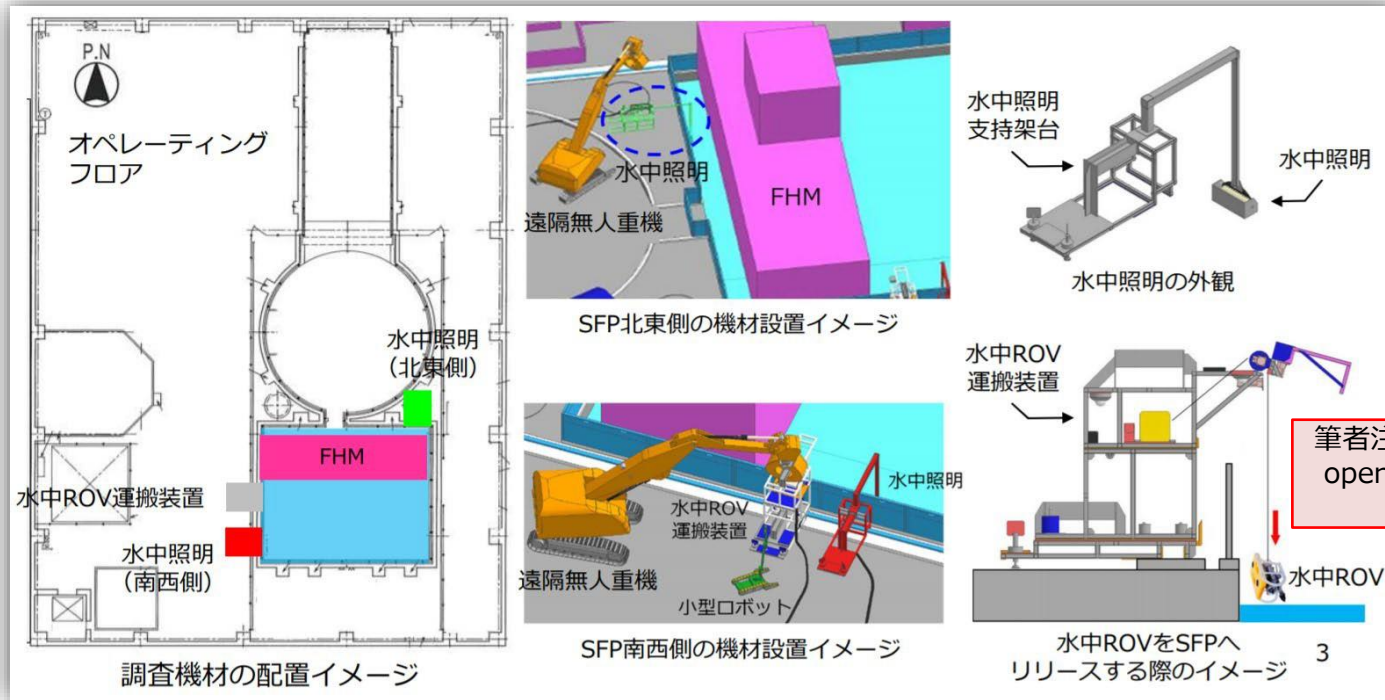 P.N
オペレーティング
フロア
水中照明
（北東側）
FHM
水中ROV運搬装置
水中照明
（南西側）
調査機材の配置イメージ
水中照明
遠隔無人重機
FHM
SFP北東側の機材設置イメージ
水中照明
支持架台
水中照明
水中照明の外観
水中ROV
運搬装置
水中照明
遠隔無人重機
小型ロボット
SFP南西側の機材設置イメージ
水中ROV
運搬装置
筆者注
oper
水中ROV
水中ROVをSFPへ
リリースする際のイメージ
3